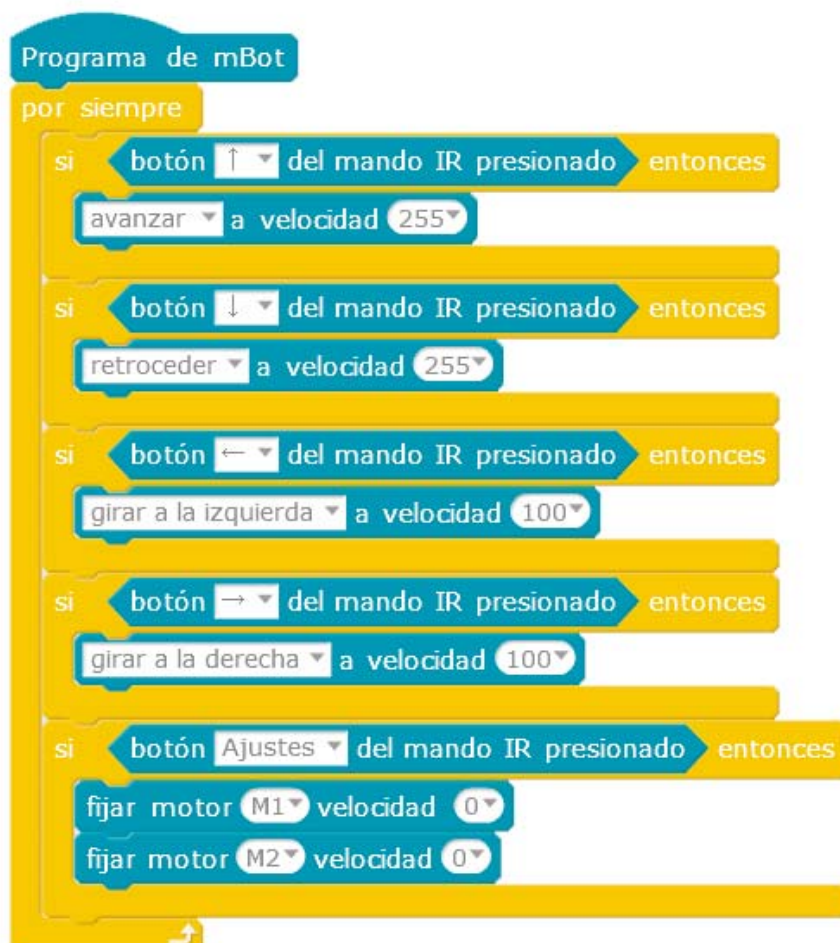 Programa de mBot
por siempre
si botón ↑ del mando IR presionado entonces
avanzar a velocidad 255
si botón ↓ del mando IR presionado entonces
retroceder a velocidad 255
si botón ← del mando IR presionado entonces
girar a la izquierda a velocidad 100
si botón → del mando IR presionado entonces
girar a la derecha a velocidad 100
si botón Ajustes del mando IR presionado entonces
fijar motor M1 velocidad 0
fijar motor M2 velocidad 0